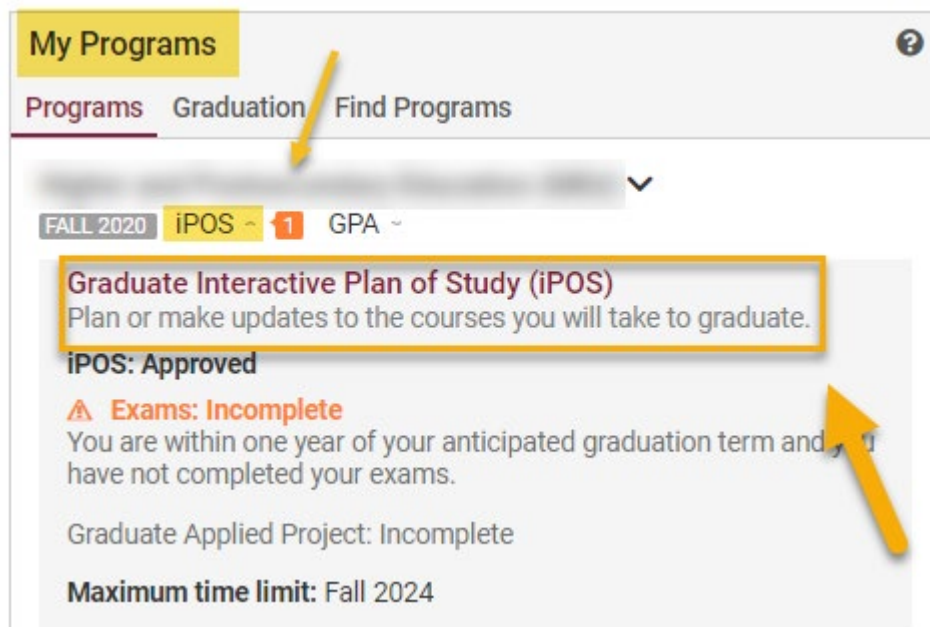 My Programs
Programs Graduation Find Programs
FALL 2020 iPOS 1 GPA
Graduate Interactive Plan of Study (iPOS)
Plan or make updates to the courses you will take to graduate.
iPOS: Approved
Exams: Incomplete
You are within one year of your anticipated graduation term and you
have not completed your exams.
Graduate Applied Project: Incomplete
Maximum time limit: Fall 2024